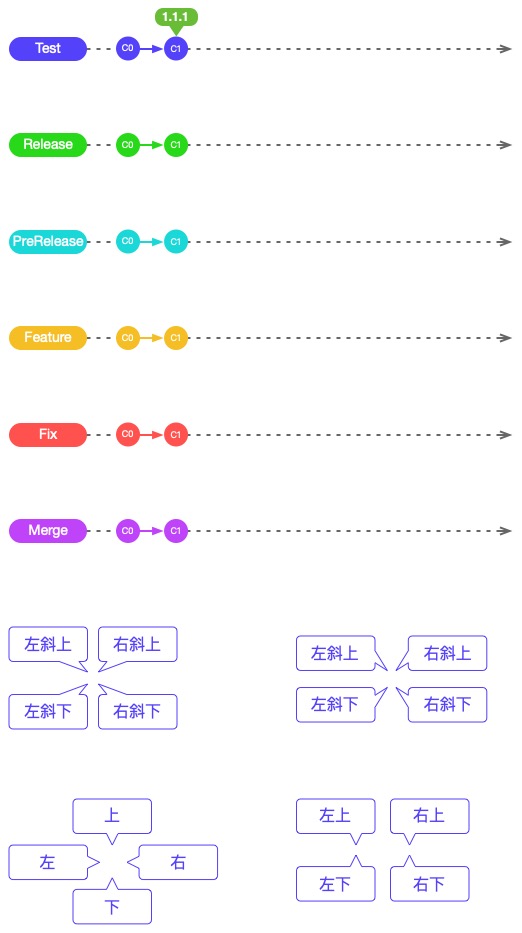 1.1.1
Test C0 C1
Release C0 C1
PreRelease C0 C1
Feature C0 C1
Fix C0 C1
Merge C0 C1
左斜上 右斜上
左斜下 右斜下
左斜上 右斜上
左斜下 右斜下
上
左 右
下
左上 右上
左下 右下